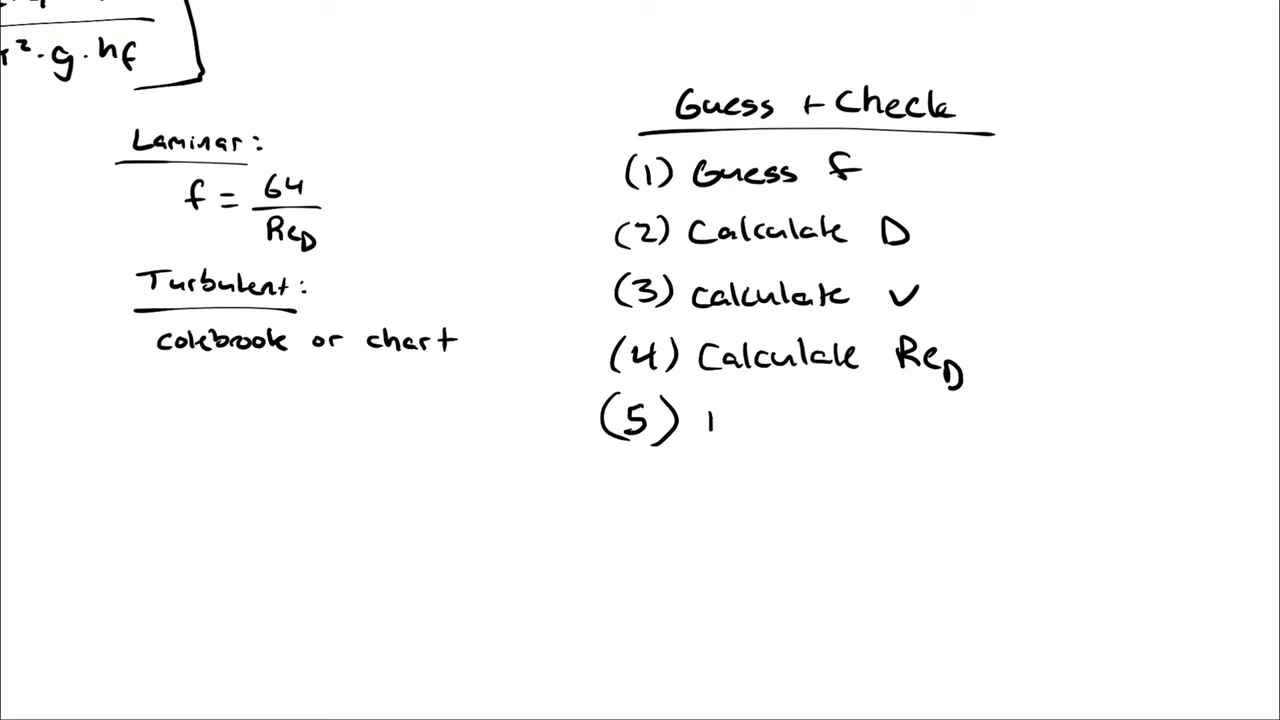 π²·g·hf
Laminar:
f = 64
ReD
Turbulent:
colebrook or chart
Guess + Check
(1) Guess f
(2) Calculate D
(3) calculate v
(4) Calculate ReD
(5)